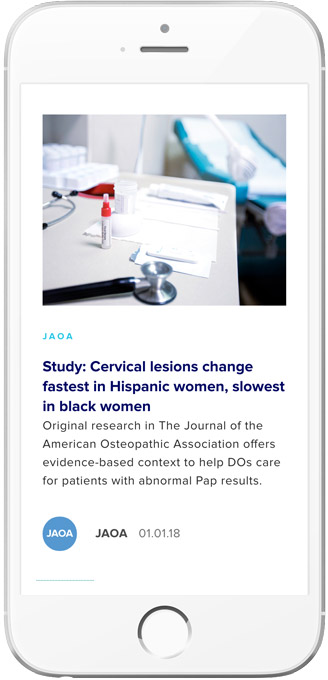 JAOA
Study: Cervical lesions change
fastest in Hispanic women, slowest
in black women
Original research in The Journal of the
American Osteopathic Association offers
evidence-based context to help DOs care
for patients with abnormal Pap results.
JAOA JAOA 01.01.18